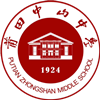 莆田中山中学
1924
PUTIAN ZHONGSHAN MIDDLE SCHOOL